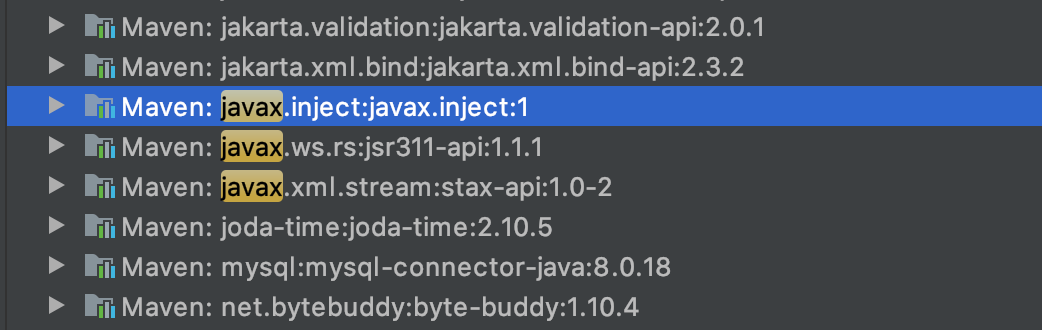 Maven: jakarta.validation:jakarta.validation-api:2.0.1
Maven: jakarta.xml.bind:jakarta.xml.bind-api:2.3.2
Maven: javax.inject:javax.inject:1
Maven: javax.ws.rs:jsr311-api:1.1.1
Maven: javax.xml.stream:stax-api:1.0-2
Maven: joda-time:joda-time:2.10.5
Maven: mysql:mysql-connector-java:8.0.18
Maven: net.bytebuddy:byte-buddy:1.10.4